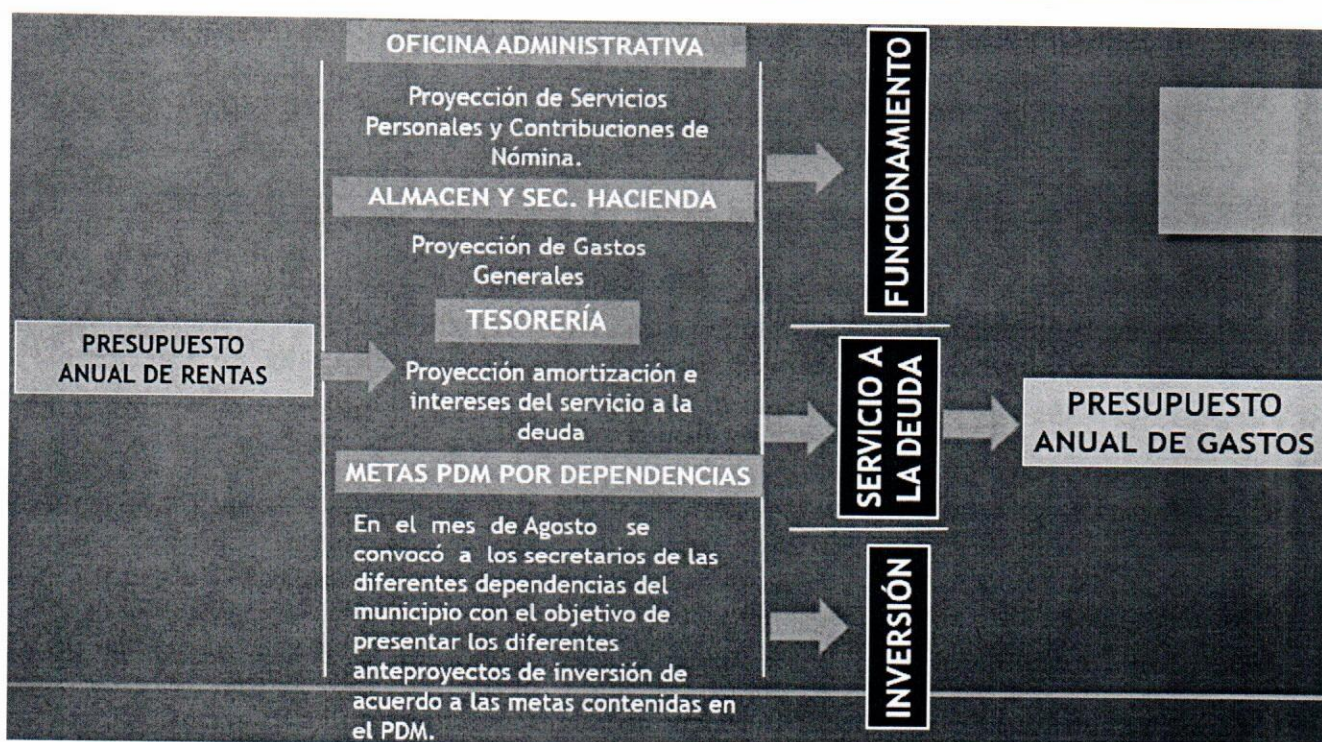 PRESUPUESTO
ANUAL DE RENTAS
OFICINA ADMINISTRATIVA
Proyección de Servicios
Personales y Contribuciones de
Nómina.
ALMACEN Y SEC. HACIENDA
Proyección de Gastos
Generales
TESORERÍA
Proyección amortización e
intereses del servicio a la
deuda
METAS PDM POR DEPENDENCIAS
En el mes de Agosto se
convocó a los secretarios de las
diferentes dependencias del
municipio con el objetivo de
presentar los diferentes
anteproyectos de inversión de
acuerdo a las metas contenidas en
el PDM.
FUNCIONAMIENTO
SERVICIO A
LA DEUDA
INVERSIÓN
PRESUPUESTO
ANUAL DE GASTOS